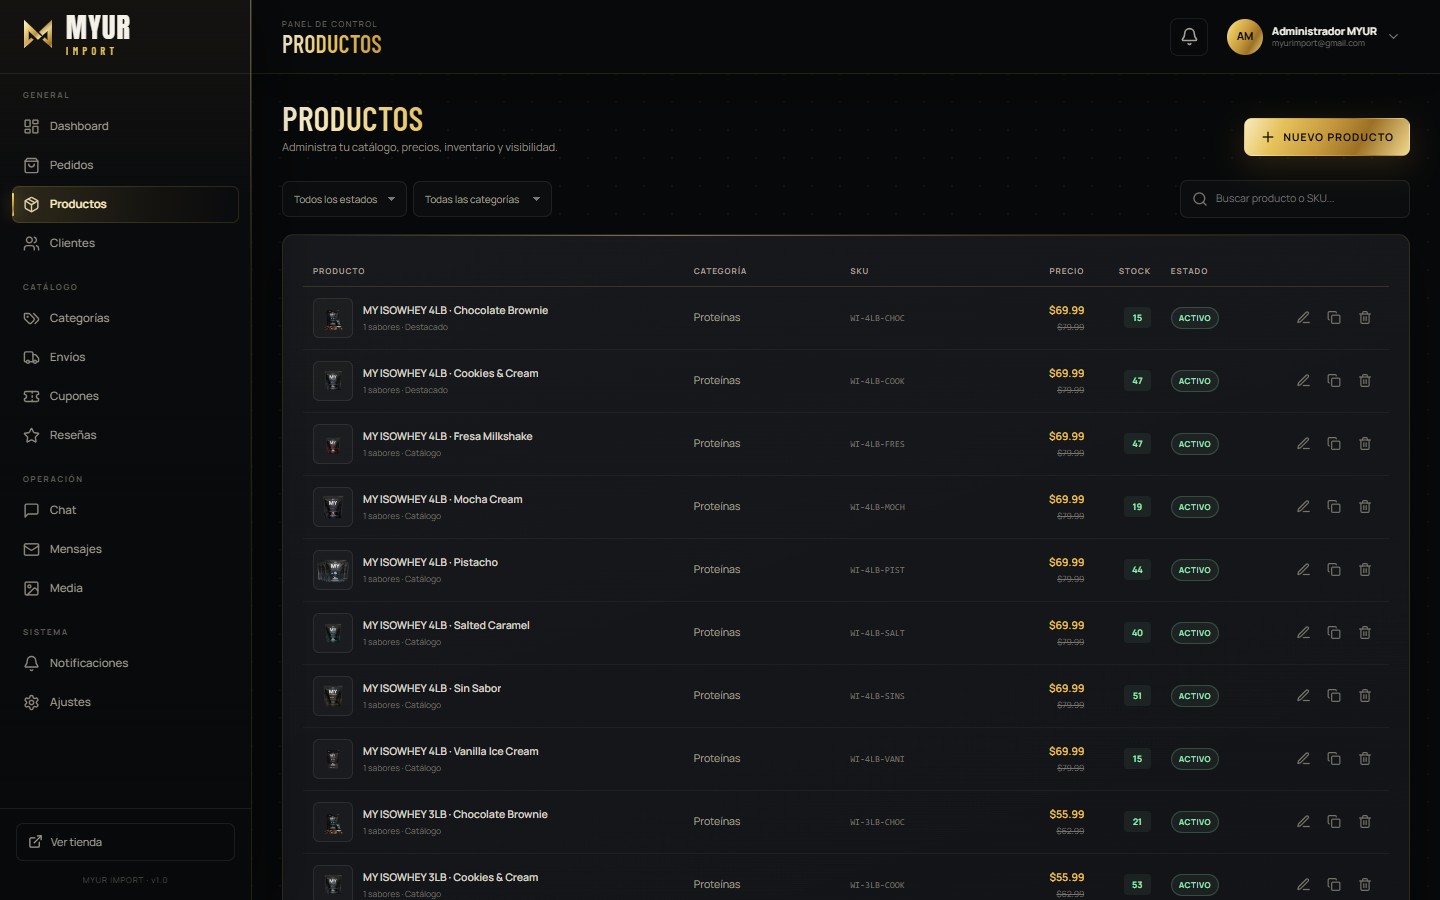 MYUR
IMPORT
GENERAL
Dashboard
Pedidos
Productos
Clientes
CATÁLOGO
Categorías
Envíos
Cupones
Reseñas
OPERACIÓN
Chat
Mensajes
Media
SISTEMA
Notificaciones
Ajustes
Ver tienda
MYUR IMPORT · v1.0
PANEL DE CONTROL
PRODUCTOS
AM
Administrador MYUR
myurimport@gmail.com
PRODUCTOS
Administra tu catálogo, precios, inventario y visibilidad.
NUEVO PRODUCTO
Todos los estados
Todas las categorías
Buscar producto o SKU...
PRODUCTO CATEGORÍA SKU PRECIO STOCK ESTADO
MY ISOWHEY 4LB · Chocolate Brownie
1 sabores · Destacado
Proteínas WI-4LB-CHOC $69.99 $79.99 15 ACTIVO
MY ISOWHEY 4LB · Cookies & Cream
1 sabores · Destacado
Proteínas WI-4LB-COOK $69.99 $79.99 47 ACTIVO
MY ISOWHEY 4LB · Fresa Milkshake
1 sabores · Catálogo
Proteínas WI-4LB-FRES $69.99 $79.99 47 ACTIVO
MY ISOWHEY 4LB · Mocha Cream
1 sabores · Catálogo
Proteínas WI-4LB-MOCH $69.99 $79.99 19 ACTIVO
MY ISOWHEY 4LB · Pistacho
1 sabores · Catálogo
Proteínas WI-4LB-PIST $69.99 $79.99 44 ACTIVO
MY ISOWHEY 4LB · Salted Caramel
1 sabores · Catálogo
Proteínas WI-4LB-SALT $69.99 $79.99 40 ACTIVO
MY ISOWHEY 4LB · Sin Sabor
1 sabores · Catálogo
Proteínas WI-4LB-SINS $69.99 $79.99 51 ACTIVO
MY ISOWHEY 4LB · Vanilla Ice Cream
1 sabores · Catálogo
Proteínas WI-4LB-VANI $69.99 $79.99 15 ACTIVO
MY ISOWHEY 3LB · Chocolate Brownie
1 sabores · Catálogo
Proteínas WI-3LB-CHOC $55.99 $62.99 21 ACTIVO
MY ISOWHEY 3LB · Cookies & Cream
1 sabores · Catálogo
Proteínas WI-3LB-COOK $55.99 $62.99 53 ACTIVO